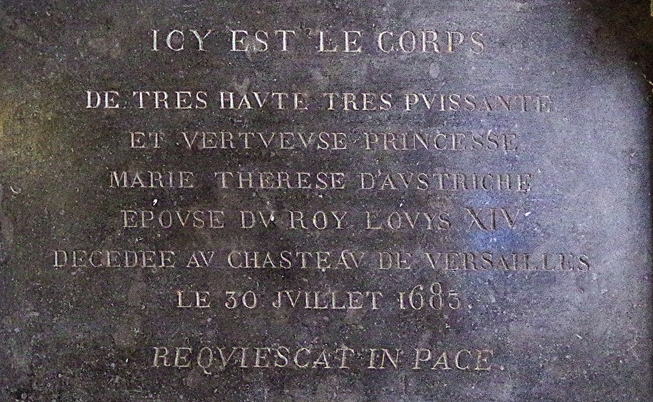 ICY EST LE CORPS
DE TRES HAVTE TRES PVISSANTE
ET VERTVEVSE PRINCESSE
MARIE THERESE D'AVSTRICHE
EPOVSE DV ROY LOVYS XIV
DECEDEE AV CHASTEAV DE VERSAILLES
LE 30 JVILLET 1683.
REQVIESCAT IN PACE.